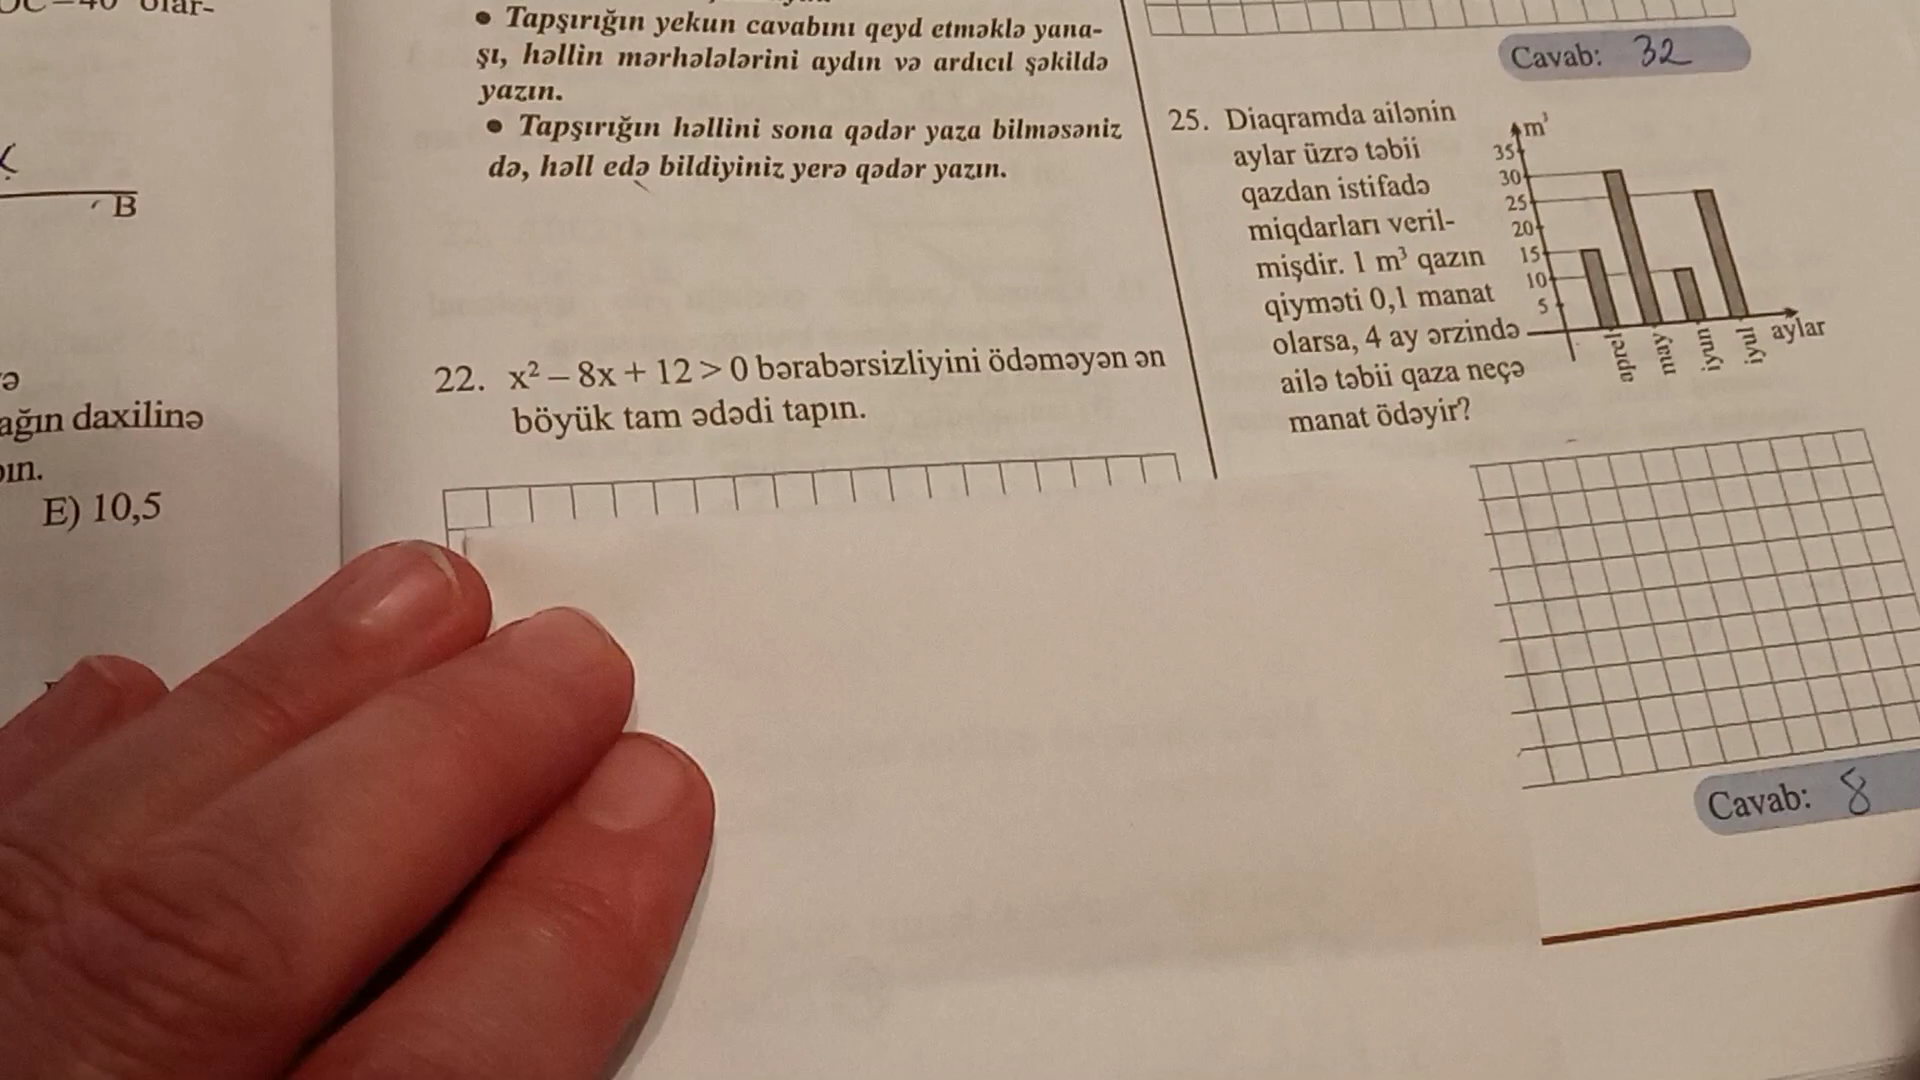 olar-
B
ağın daxilinə
E) 10,5
• Tapşırığın yekun cavabını qeyd etməklə yana-
şı, həllin mərhələlərini aydın və ardıcıl şəkildə
yazın.
• Tapşırığın həllini sona qədər yaza bilməsəniz
də, həll edə bildiyiniz yerə qədər yazın.
22. x² – 8x + 12 > 0 bərabərsizliyini ödəməyən ən
böyük tam ədədi tapın.
Cavab: 32
25. Diaqramda ailənin
aylar üzrə təbii
qazdan istifadə
miqdarları veril-
mişdir. 1 m³ qazın
qiyməti 0,1 manat
olarsa, 4 ay ərzində
ailə təbii qaza neçə
manat ödəyir?
m³
35
30
25
20
15
10
5
aprel
may
iyun
iyul
aylar
Cavab: 8